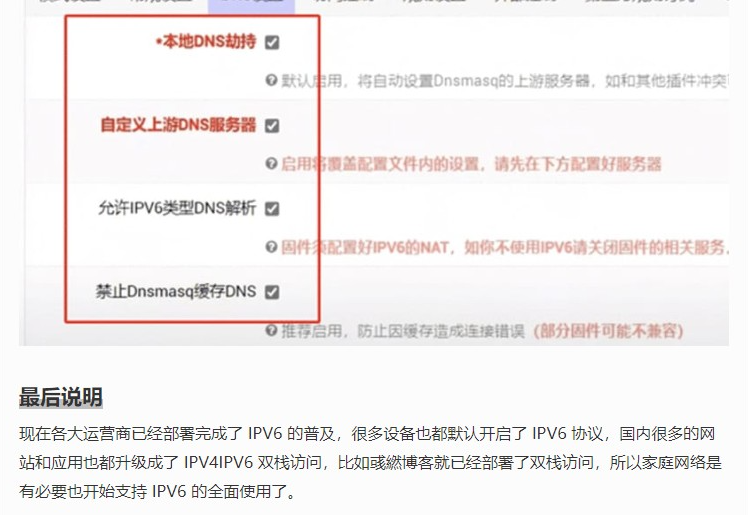 *本地DNS劫持
默认启用，将自动设置Dnsmasq的上游服务器，如和其他插件冲突
自定义上游DNS服务器
启用将覆盖配置文件内的设置，请先在下方配置好服务器
允许IPV6类型DNS解析
固件须配置好IPV6的NAT，如你不使用IPV6请关闭固件的相关服务，
禁止Dnsmasq缓存DNS
推荐启用，防止因缓存造成连接错误（部分固件可能不兼容）
最后说明
现在各大运营商已经部署完成了 IPV6 的普及，很多设备也都默认开启了 IPV6 协议，国内很多的网
站和应用也都升级成了 IPV4IPV6 双栈访问，比如彧繎博客就已经部署了双栈访问，所以家庭网络是
有必要也开始支持 IPV6 的全面使用了。